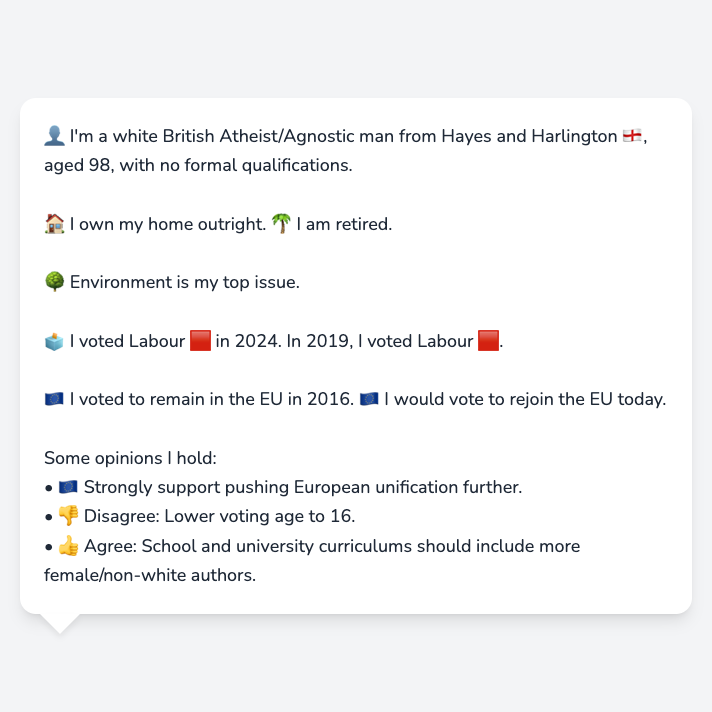 👤 I'm a white British Atheist/Agnostic man from Hayes and Harlington 🏴󠁧󠁢󠁥󠁮󠁧󠁿,
aged 98, with no formal qualifications.
🏠 I own my home outright. 🌴 I am retired.
🌳 Environment is my top issue.
🗳️ I voted Labour 🟥 in 2024. In 2019, I voted Labour 🟥.
🇪🇺 I voted to remain in the EU in 2016. 🇪🇺 I would vote to rejoin the EU today.
Some opinions I hold:
• 🇪🇺 Strongly support pushing European unification further.
• 👎 Disagree: Lower voting age to 16.
• 👍 Agree: School and university curriculums should include more
female/non-white authors.